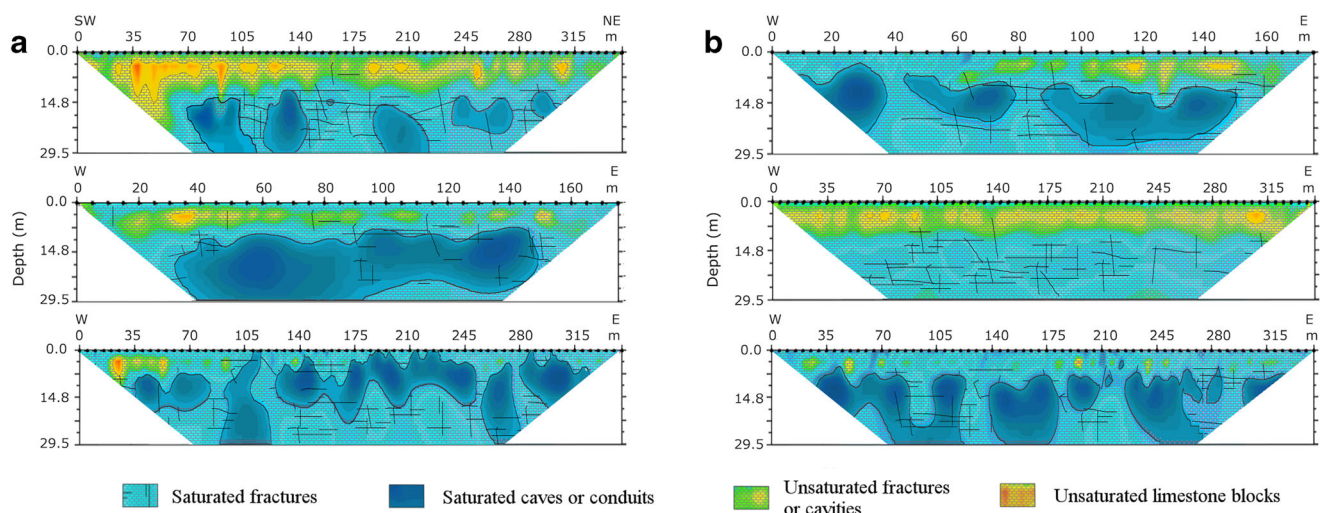 a
SW NE
0 35 70 105 140 175 210 245 280 315 m
0.0
14.8
29.5
W E
0 20 40 60 80 100 120 140 160 m
0.0
14.8
29.5
Depth (m)
W E
0 35 70 105 140 175 210 245 280 315 m
0.0
14.8
29.5
b
W E
0 20 40 60 80 100 120 140 160 m
0.0
14.8
29.5
W E
0 35 70 105 140 175 210 245 280 315 m
0.0
14.8
29.5
Depth (m)
W E
0 35 70 105 140 175 210 245 280 315 m
0.0
14.8
29.5
Saturated fractures
Saturated caves or conduits
Unsaturated fractures
or cavities
Unsaturated limestone blocks